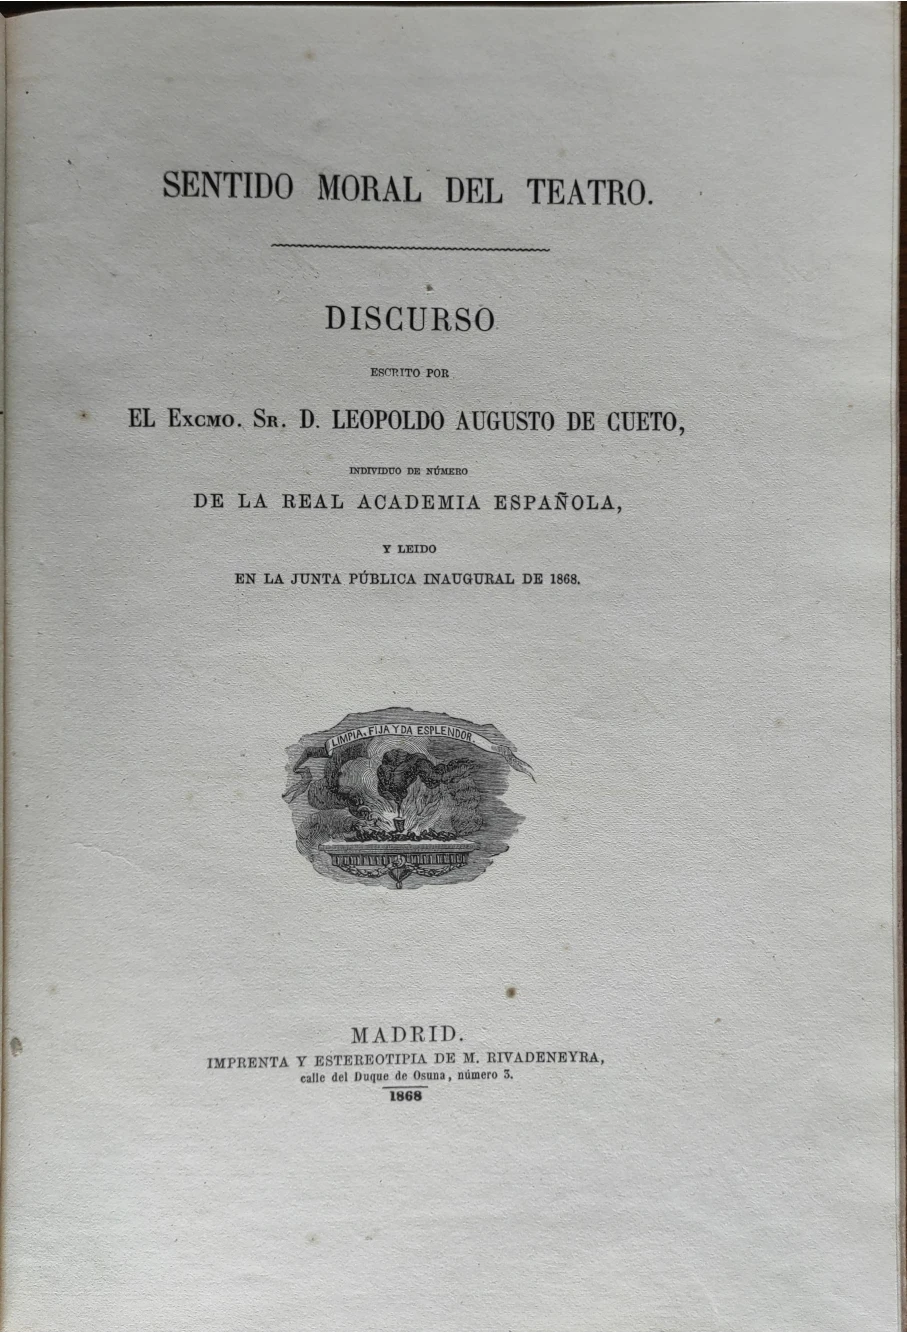 SENTIDO MORAL DEL TEATRO.
DISCURSO
ESCRITO POR
EL EXCMO. SR. D. LEOPOLDO AUGUSTO DE CUETO,
INDIVIDUO DE NÚMERO
DE LA REAL ACADEMIA ESPAÑOLA,
Y LEIDO
EN LA JUNTA PÚBLICA INAUGURAL DE 1868.
LIMPIA, FIJA Y DA ESPLENDOR.
MADRID.
IMPRENTA Y ESTEREOTIPIA DE M. RIVADENEYRA,
calle del Duque de Osuna, número 3.
1868